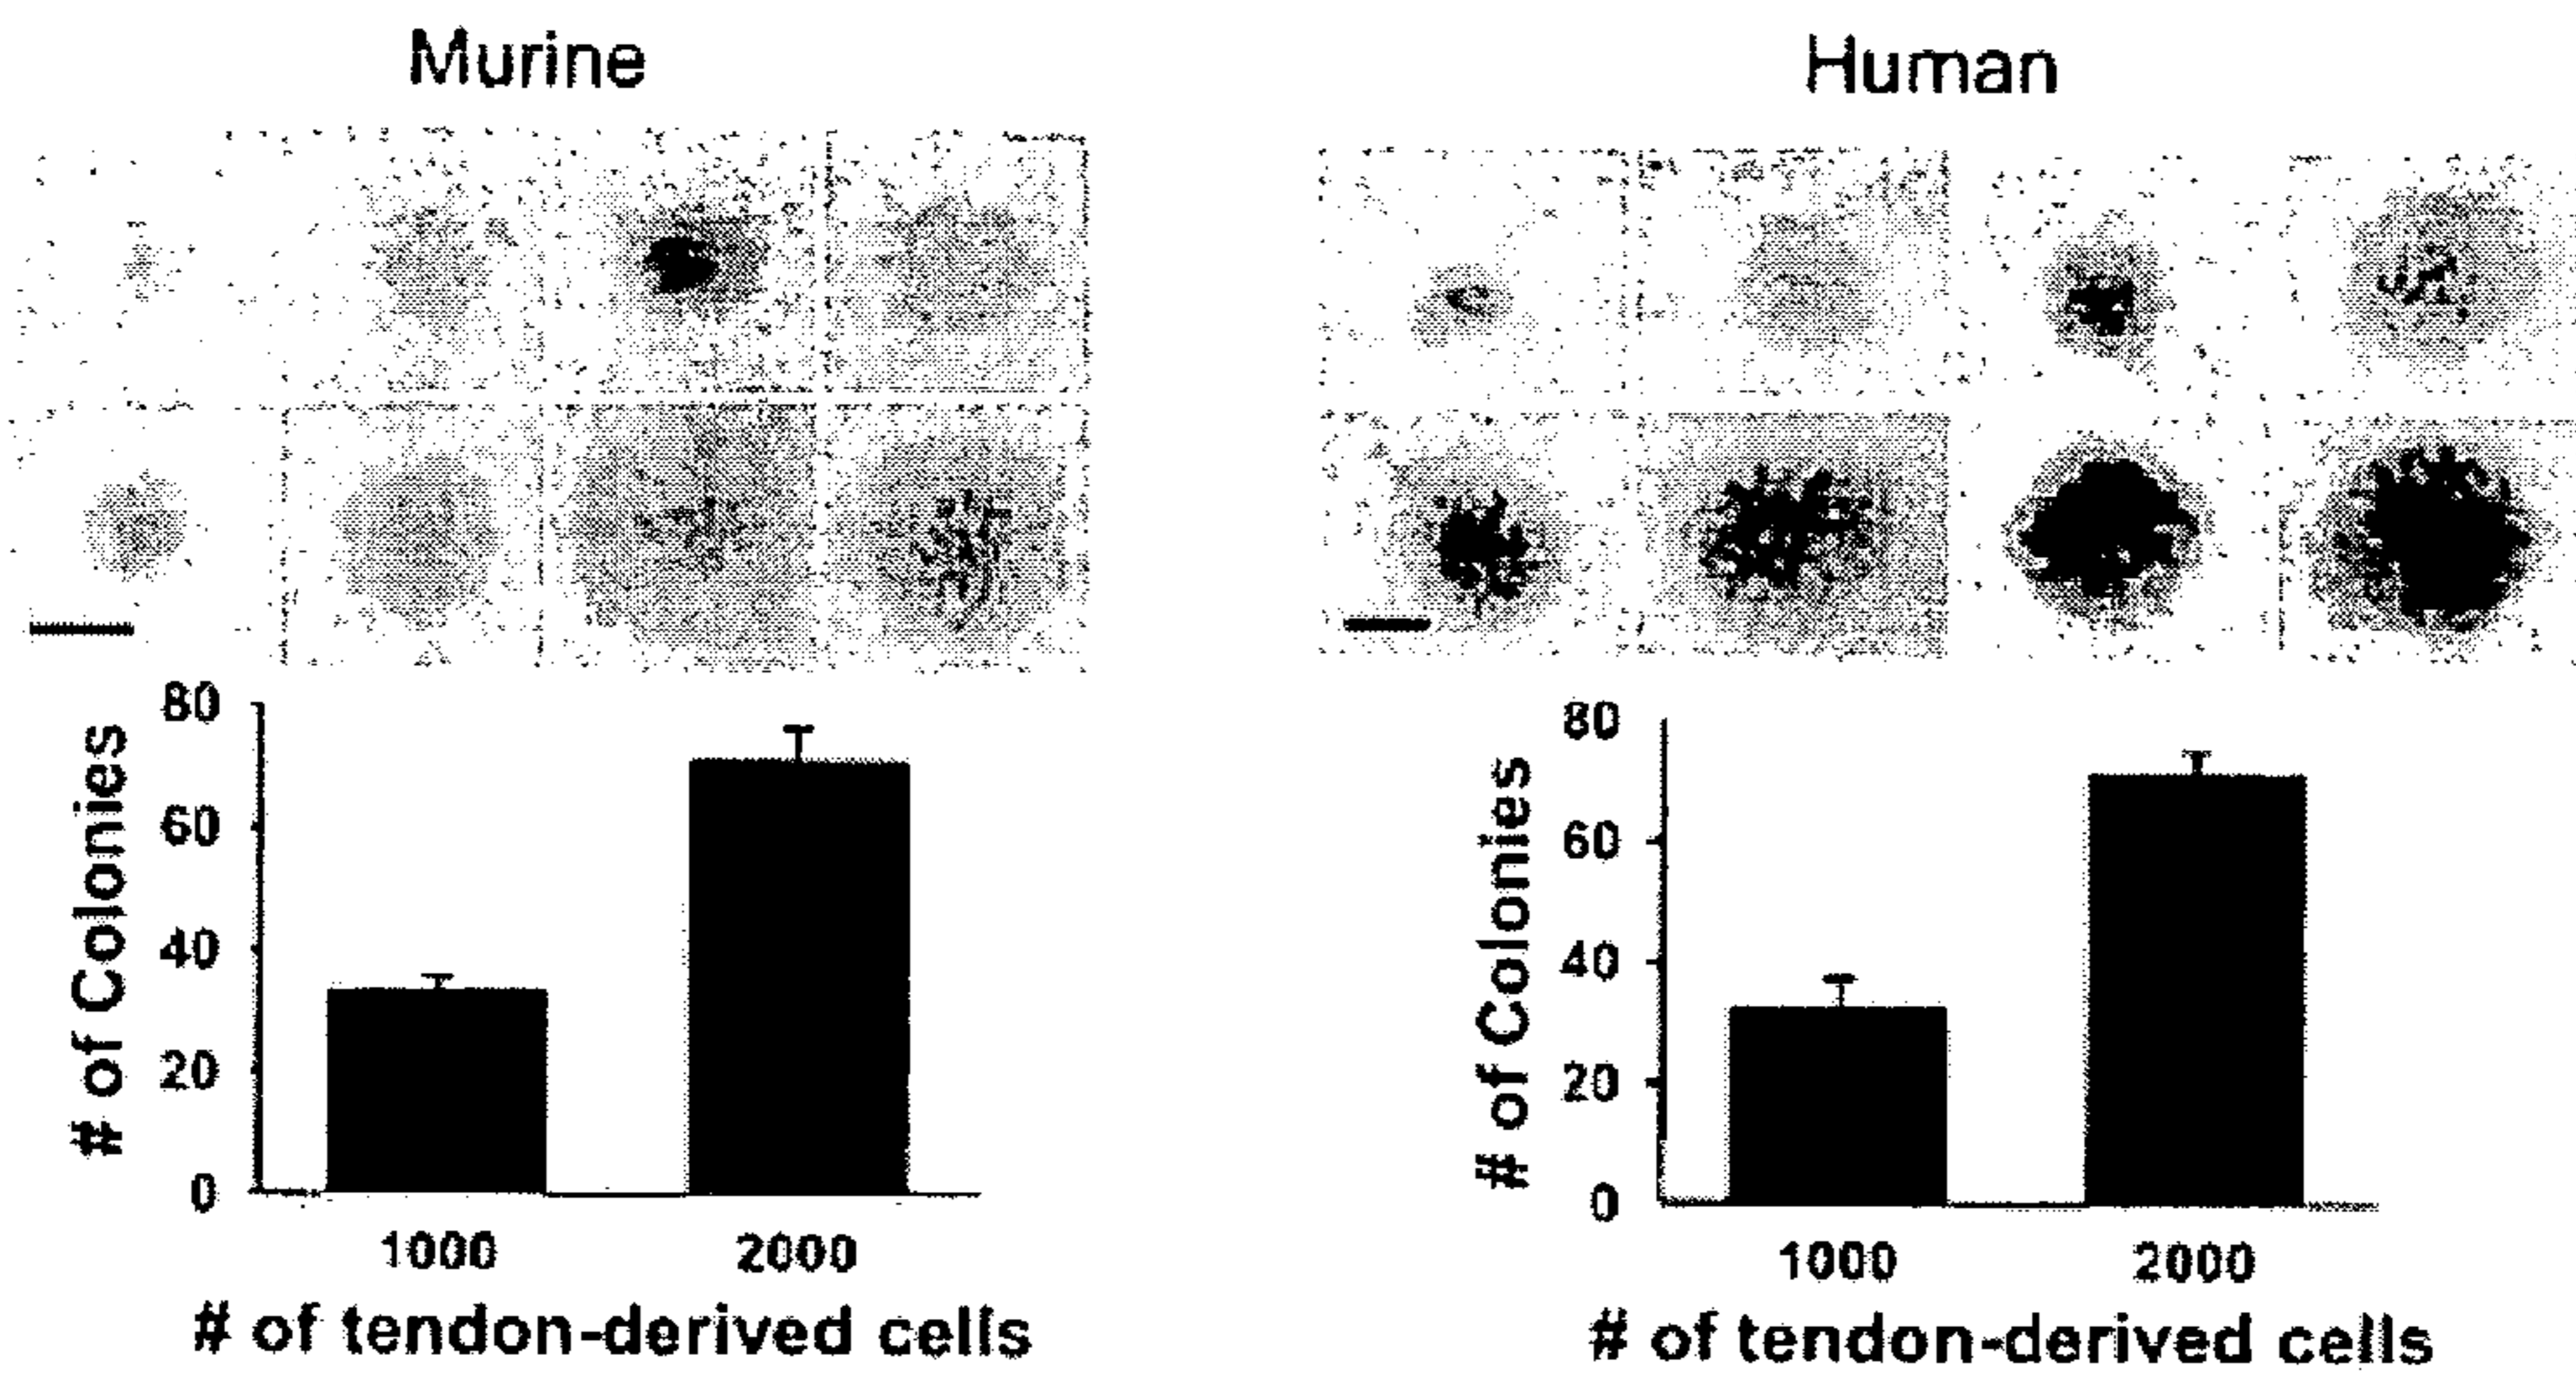 Murine
Human
# of Colonies
80
60
40
20
0
1000
2000
# of tendon-derived cells
# of Colonies
80
60
40
20
0
1000
2000
# of tendon-derived cells